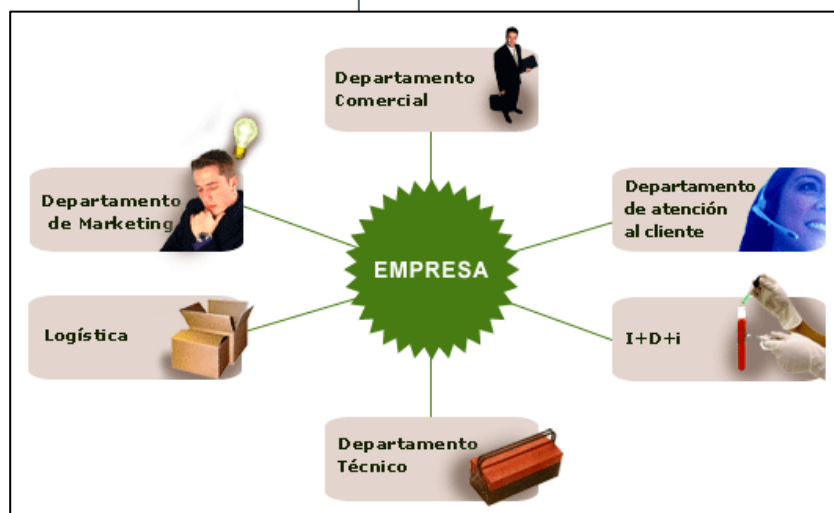 Departamento
Comercial
Departamento
de Marketing
Departamento
de atención
al cliente
EMPRESA
Logística
I+D+i
Departamento
Técnico